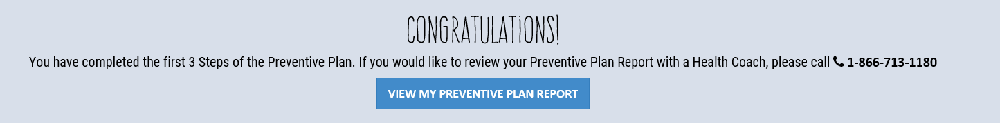 CONGRATULATIONS!
You have completed the first 3 Steps of the Preventive Plan. If you would like to review your Preventive Plan Report with a Health Coach, please call 1-866-713-1180
VIEW MY PREVENTIVE PLAN REPORT